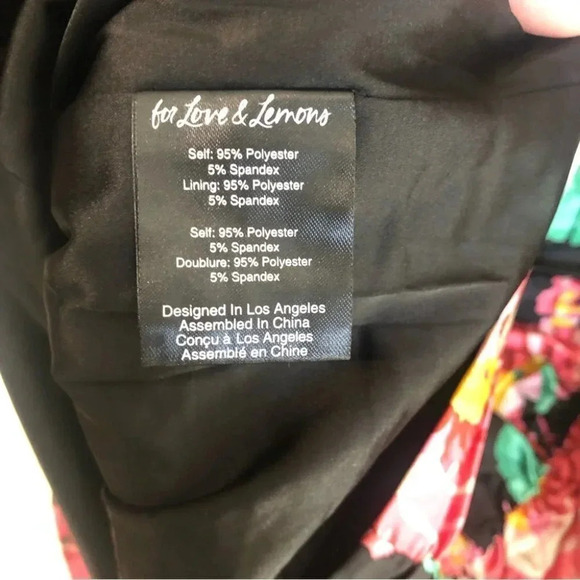 for Love & Lemons
Self: 95% Polyester
5% Spandex
Lining: 95% Polyester
5% Spandex
Self: 95% Polyester
5% Spandex
Doublure: 95% Polyester
5% Spandex
Designed In Los Angeles
Assembled In China
Conçu à Los Angeles
Assemblé en Chine